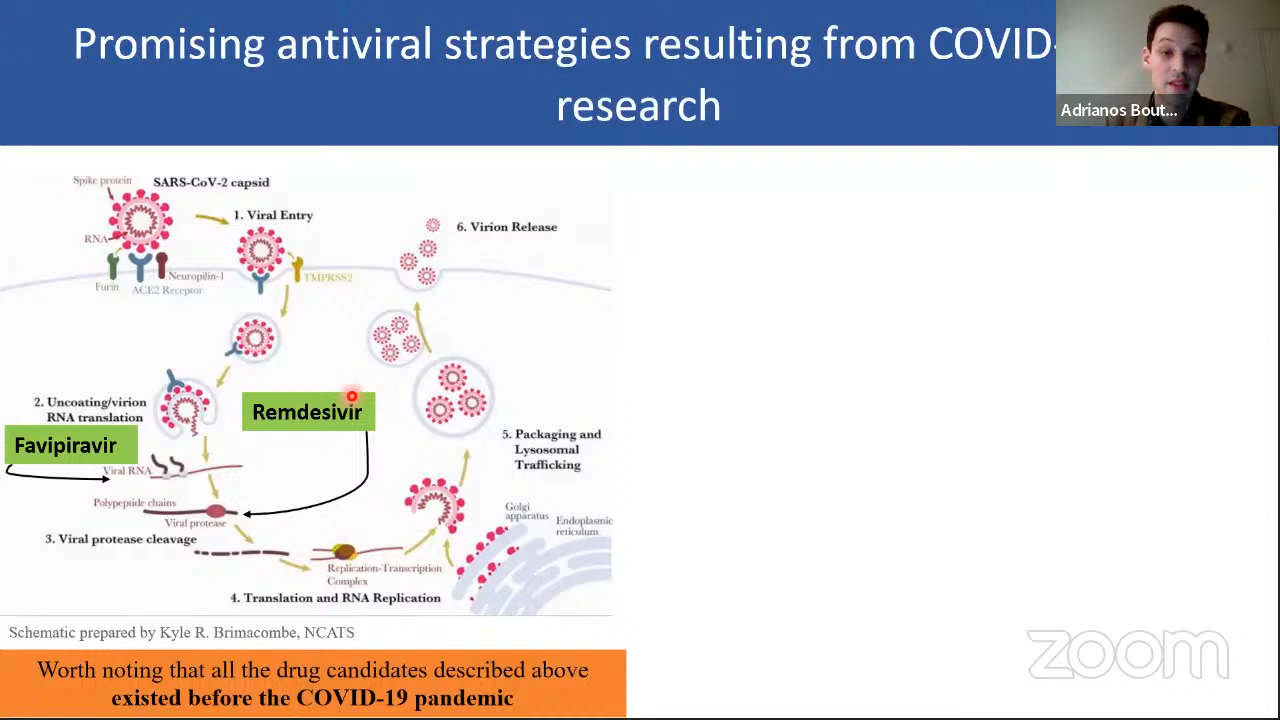 Promising antiviral strategies resulting from COVID-
research
Adrianos Bout...
Spike protein
SARS-CoV-2 capsid
1. Viral Entry
6. Virion Release
RNA
Neuropilin-1
TMPRSS2
Furin
ACE2 Receptor
2. Uncoating/virion
RNA translation
Remdesivir
Favipiravir
5. Packaging and
Lysosomal
Trafficking
Viral RNA
Polypeptide chains
Viral protease
Golgi
apparatus
Endoplasmic
reticulum
3. Viral protease cleavage
Replication-Transcription
Complex
4. Translation and RNA Replication
Schematic prepared by Kyle R. Brimacombe, NCATS
Worth noting that all the drug candidates described above
existed before the COVID-19 pandemic
zoom